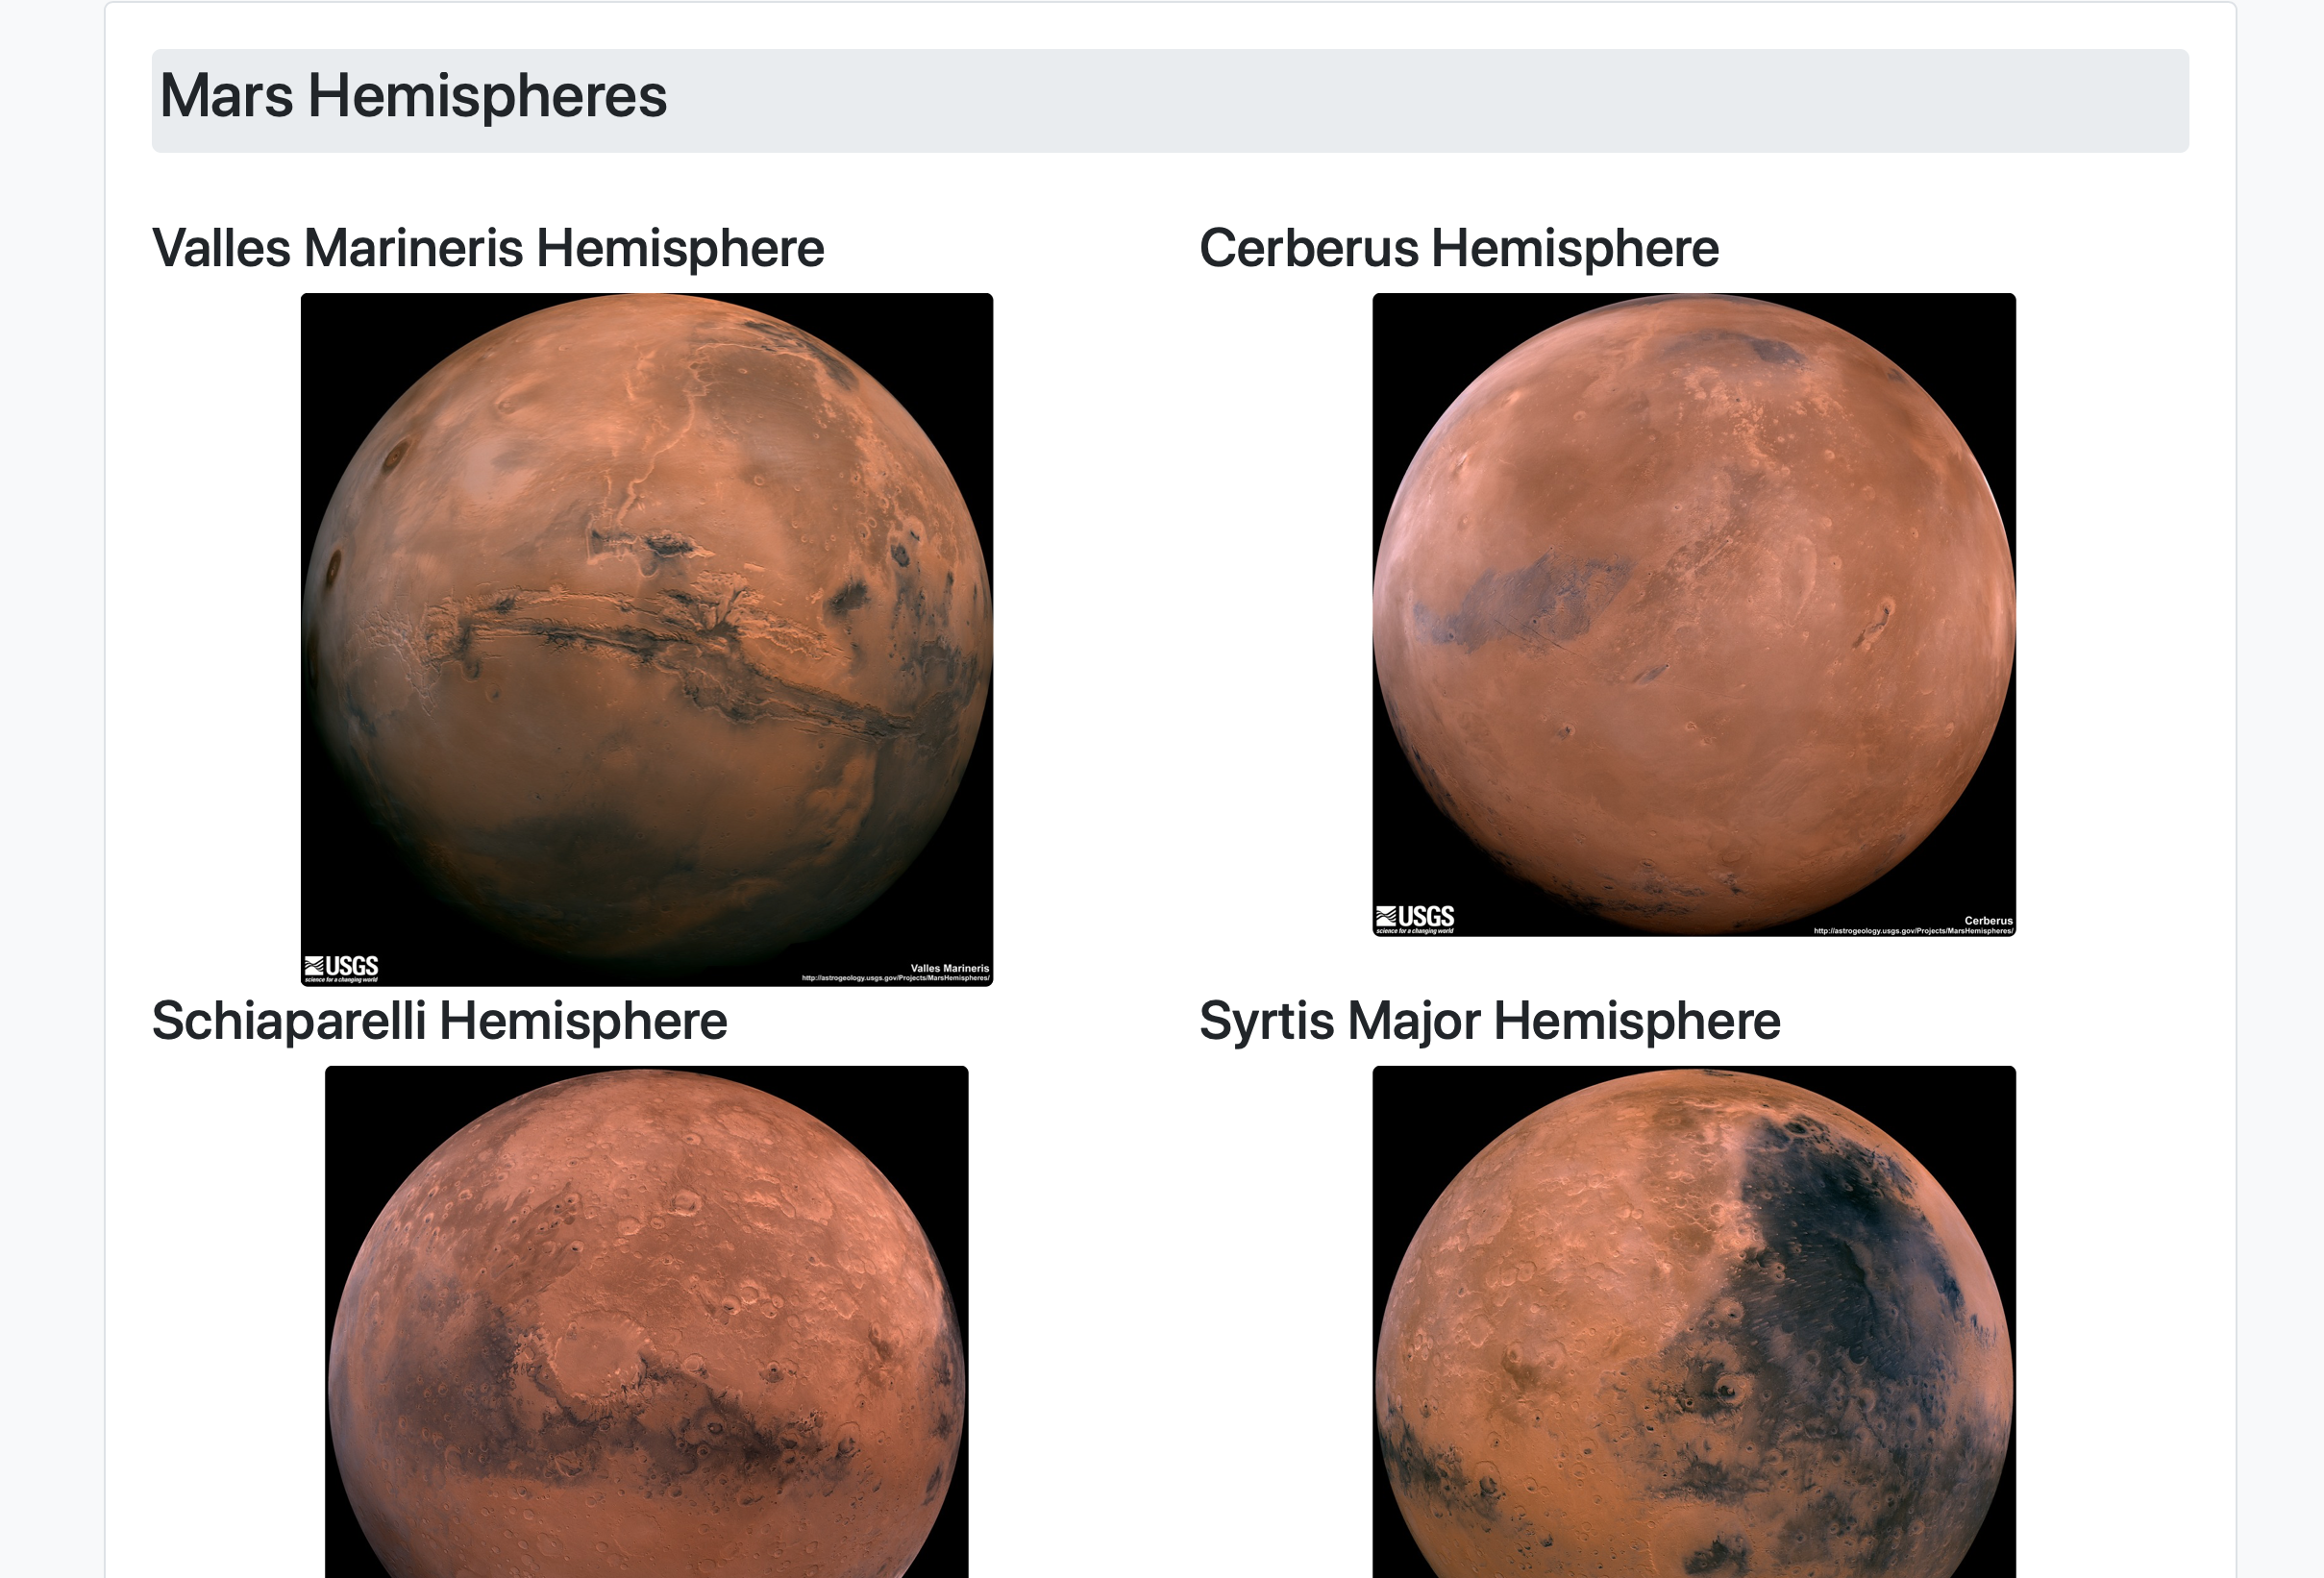 Mars Hemispheres
Valles Marineris Hemisphere
Cerberus Hemisphere
USGS
science for a changing world
Valles Marineris
http://astrogeology.usgs.gov/Projects/MarsHemispheres/
USGS
science for a changing world
Cerberus
http://astrogeology.usgs.gov/Projects/MarsHemispheres/
Schiaparelli Hemisphere
Syrtis Major Hemisphere